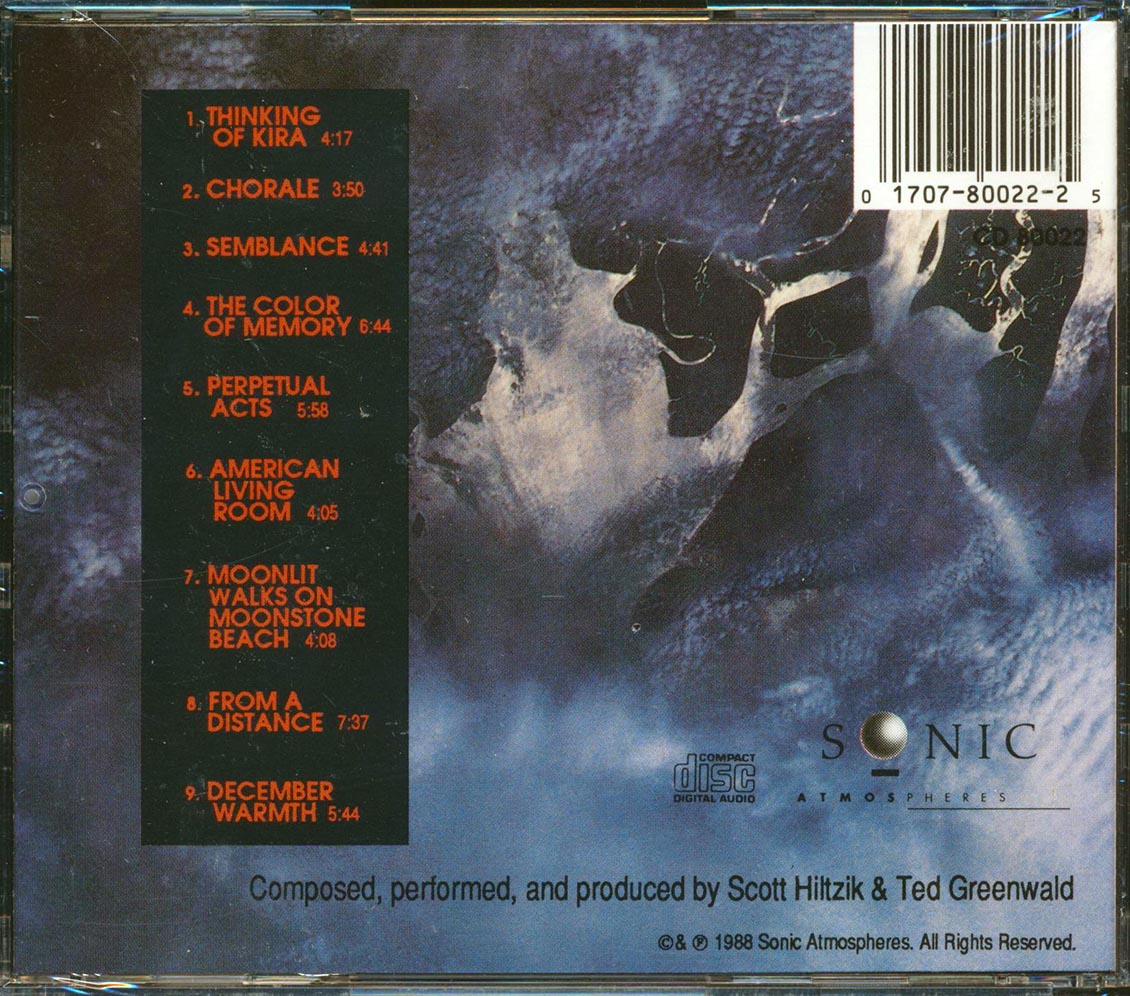 1. THINKING
OF KIRA 4:17
2. CHORALE 3:50
3. SEMBLANCE 4:41
4. THE COLOR
OF MEMORY 6:44
5. PERPETUAL
ACTS 5:58
6. AMERICAN
LIVING
ROOM 4:05
7. MOONLIT
WALKS ON
MOONSTONE
BEACH 4:08
8. FROM A
DISTANCE 7:37
9. DECEMBER
WARMTH 5:44
0 1707-80022-2 5
CD 80022
COMPACT
disc
DIGITAL AUDIO
SONIC
ATMOSPHERES
Composed, performed, and produced by Scott Hiltzik & Ted Greenwald
©& ℗ 1988 Sonic Atmospheres. All Rights Reserved.